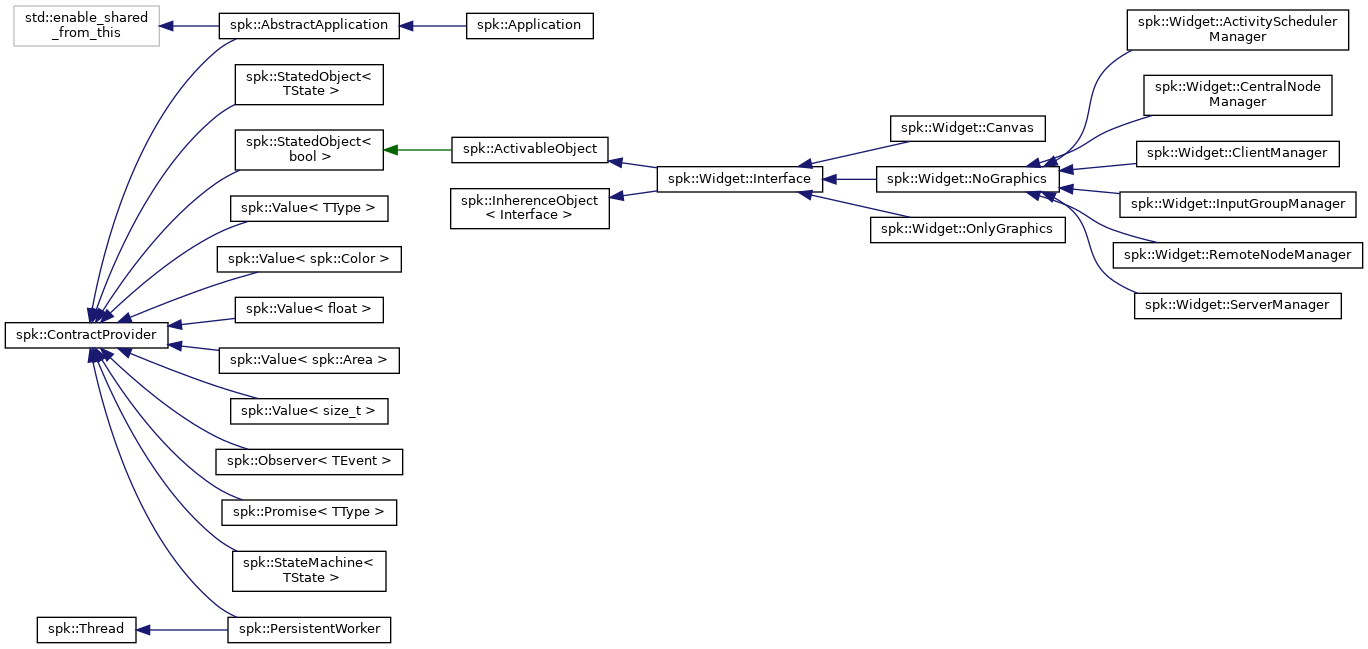 std::enable_shared
_from_this
spk::AbstractApplication
spk::Application
spk::StatedObject<
TState >
spk::StatedObject<
bool >
spk::ActivableObject
spk::InherenceObject
< Interface >
spk::Widget::Interface
spk::Widget::Canvas
spk::Widget::NoGraphics
spk::Widget::OnlyGraphics
spk::Widget::ActivityScheduler
Manager
spk::Widget::CentralNode
Manager
spk::Widget::ClientManager
spk::Widget::InputGroupManager
spk::Widget::RemoteNodeManager
spk::Widget::ServerManager
spk::Value< TType >
spk::Value< spk::Color >
spk::Value< float >
spk::ContractProvider
spk::Value< spk::Area >
spk::Value< size_t >
spk::Observer< TEvent >
spk::Promise< TType >
spk::StateMachine<
TState >
spk::Thread
spk::PersistentWorker